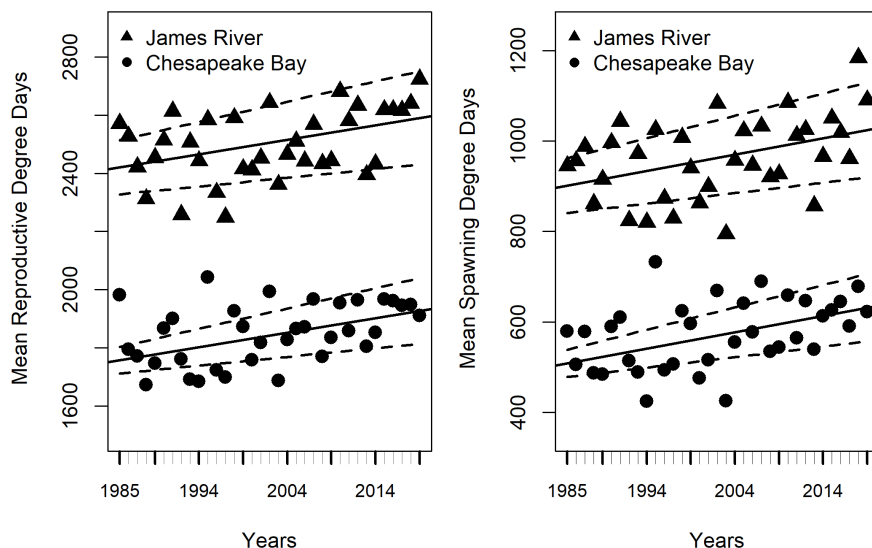 Mean Reproductive Degree Days
2800
2400
2000
1600
James River
Chesapeake Bay
1985
1994
2004
2014
Years
Mean Spawning Degree Days
1200
1000
800
600
400
James River
Chesapeake Bay
1985
1994
2004
2014
Years